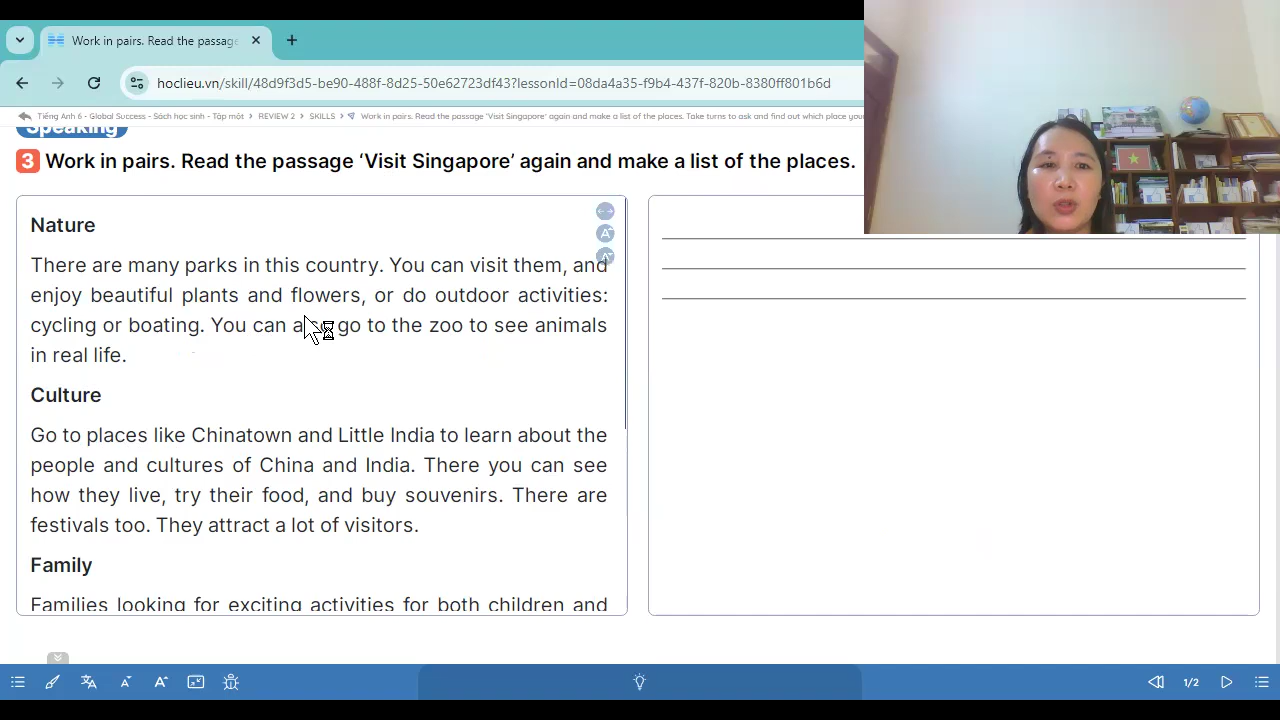 Work in pairs. Read the passage
hoclieu.vn/skill/48d9f3d5-be90-488f-8d25-50e62723df43?lessonId=08da4a35-f9b4-437f-820b-8380ff801b6d
Tiếng Anh 6 - Global Success - Sách học sinh - Tập một > REVIEW 2 > SKILLS > Work in pairs. Read the passage 'Visit Singapore' again and make a list of the places. Take turns to ask and find out which place you
Speaking
3 Work in pairs. Read the passage ‘Visit Singapore’ again and make a list of the places.
Nature
There are many parks in this country. You can visit them, and
enjoy beautiful plants and flowers, or do outdoor activities:
cycling or boating. You can also go to the zoo to see animals
in real life.
Culture
Go to places like Chinatown and Little India to learn about the
people and cultures of China and India. There you can see
how they live, try their food, and buy souvenirs. There are
festivals too. They attract a lot of visitors.
Family
Families looking for exciting activities for both children and
1/2